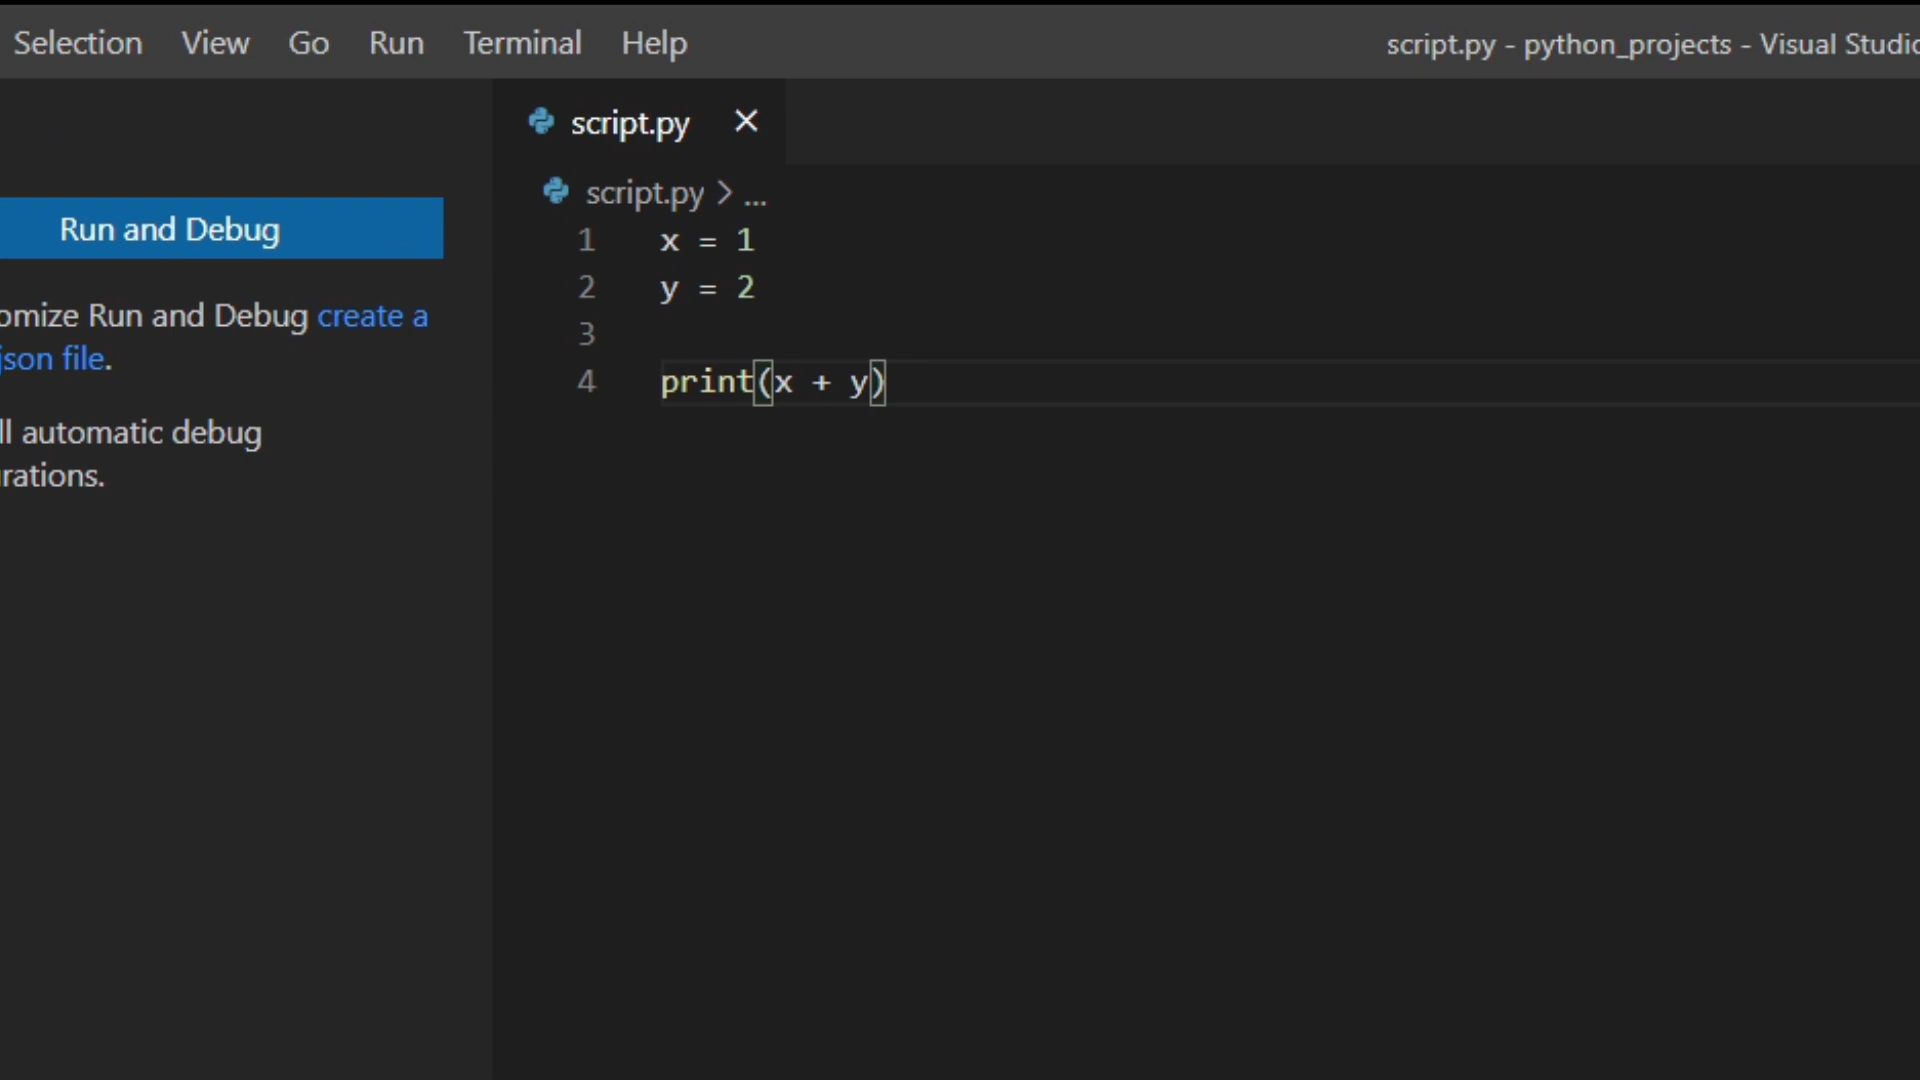 Selection View Go Run Terminal Help
script.py - python_projects - Visual Studio
script.py
Run and Debug
omize Run and Debug create a
json file.
ll automatic debug
rations.
script.py > ...
1 x = 1
2 y = 2
3
4 print(x + y)